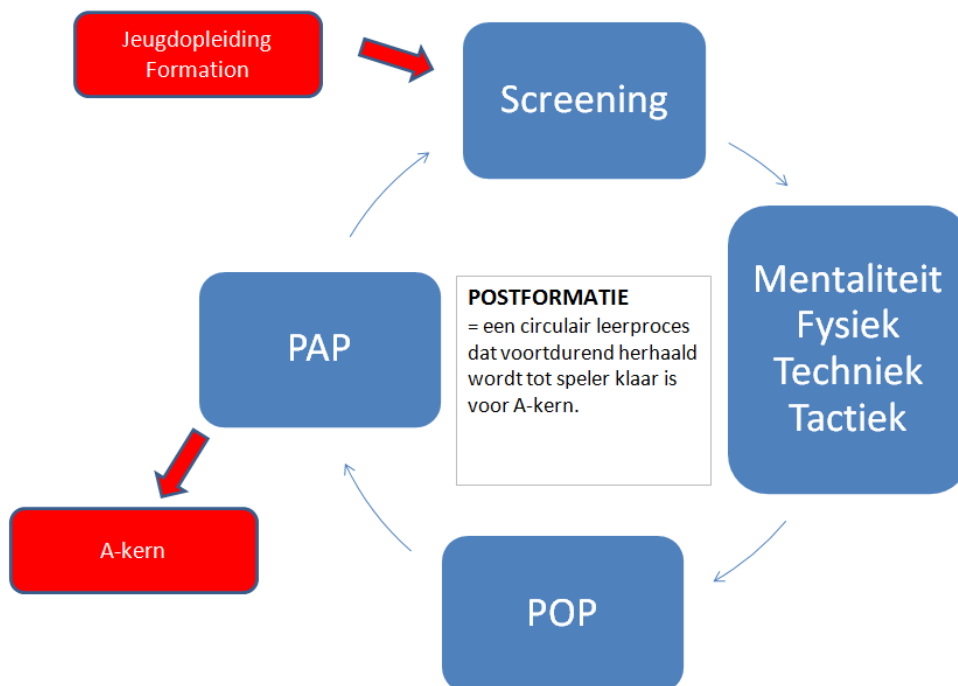 Jeugdopleiding
Formation
Screening
Mentaliteit
Fysiek
Techniek
Tactiek
POSTFORMATIE
= een circulair leerproces
dat voortdurend herhaald
wordt tot speler klaar is
voor A-kern.
PAP
A-kern
POP